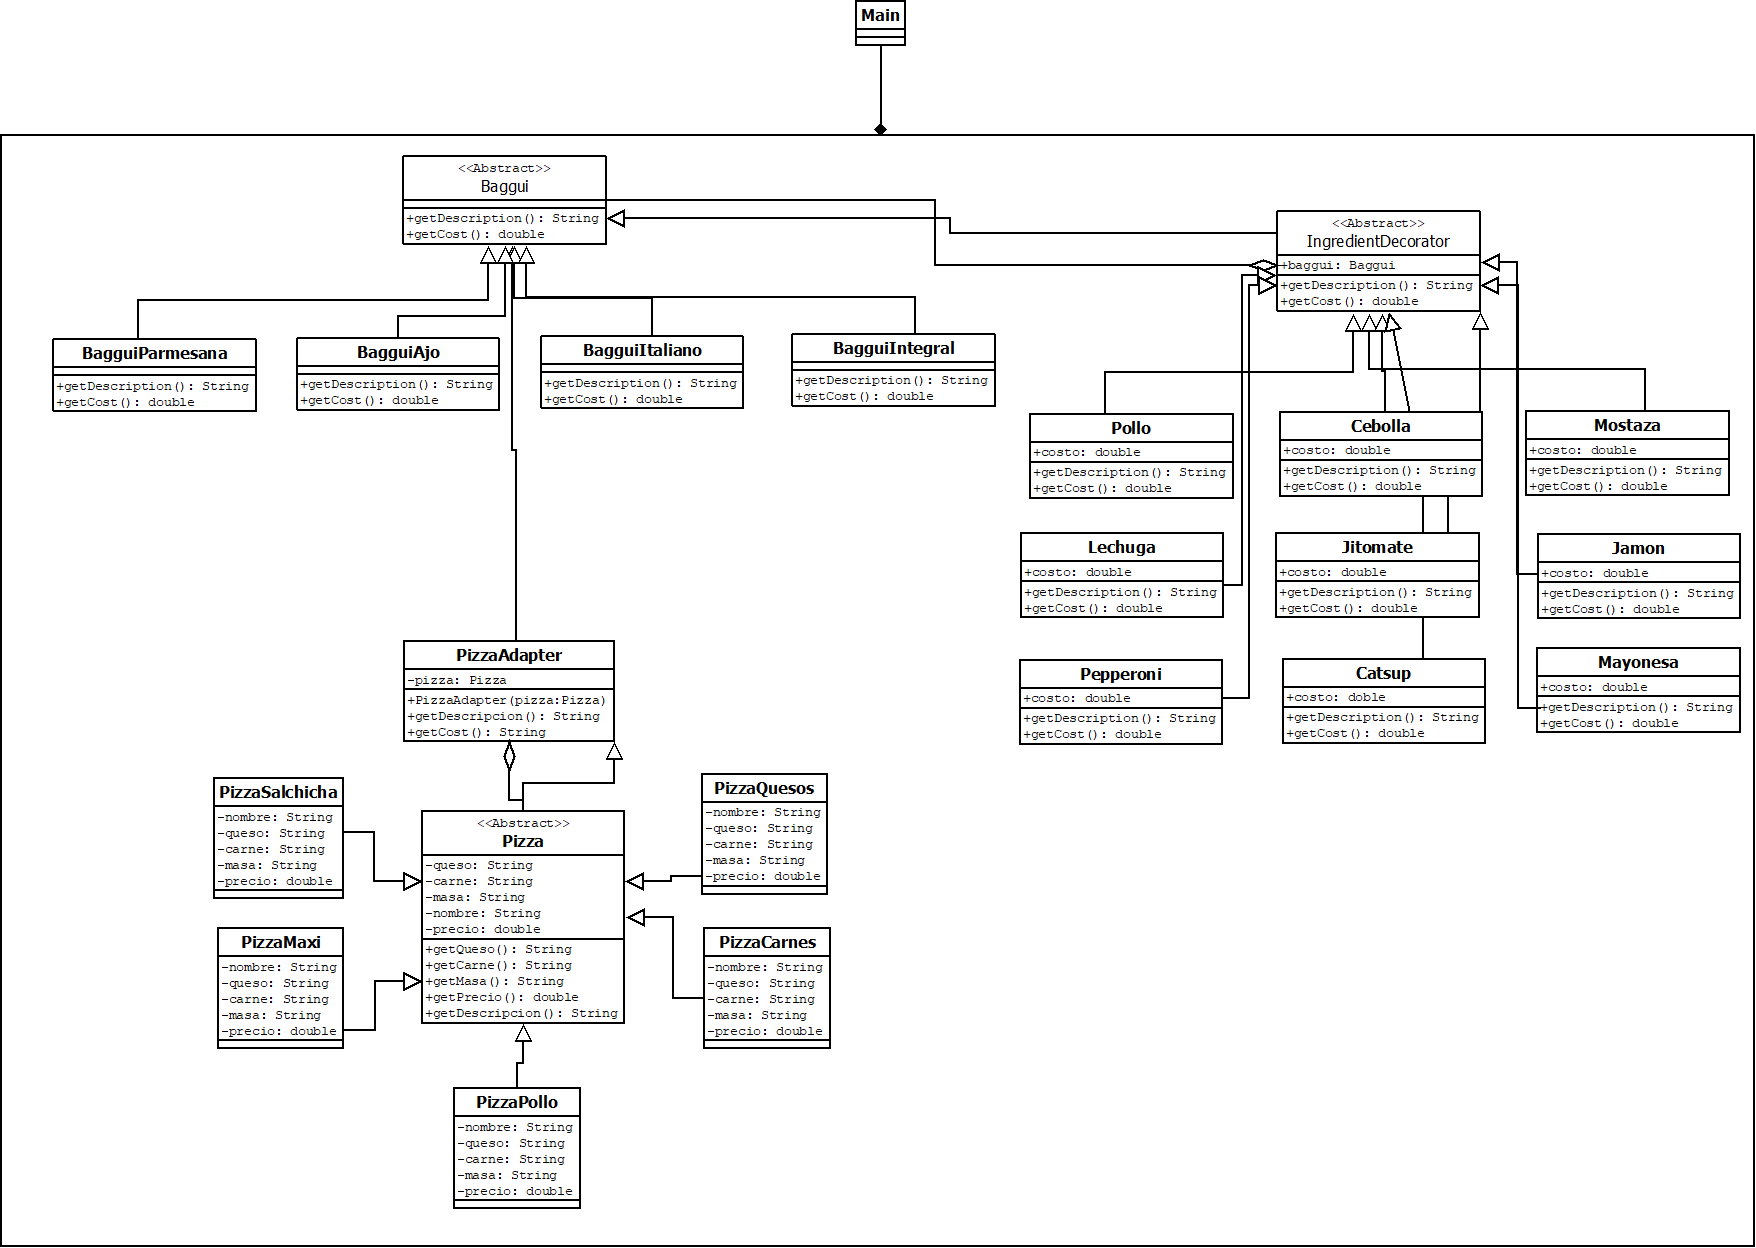 Main
<<Abstract>>
Baggui
+getDescription(): String
+getCost(): double
<<Abstract>>
IngredientDecorator
+baggui: Baggui
+getDescription(): String
+getCost(): double
BagguiParmesana
+getDescription(): String
+getCost(): double
BagguiAjo
+getDescription(): String
+getCost(): double
BagguiItaliano
+getDescription(): String
+getCost(): double
BagguiIntegral
+getDescription(): String
+getCost(): double
Pollo
+costo: double
+getDescription(): String
+getCost(): double
Cebolla
+costo: double
+getDescription(): String
+getCost(): double
Mostaza
+costo: double
+getDescription(): String
+getCost(): double
Lechuga
+costo: double
+getDescription(): String
+getCost(): double
Jitomate
+costo: double
+getDescription(): String
+getCost(): double
Jamon
+costo: double
+getDescription(): String
+getCost(): double
Pepperoni
+costo: double
+getDescription(): String
+getCost(): double
Catsup
+costo: doble
+getDescription(): String
+getCost(): double
Mayonesa
+costo: double
+getDescription(): String
+getCost(): double
PizzaAdapter
-pizza: Pizza
+PizzaAdapter(pizza:Pizza)
+getDescripcion(): String
+getCost(): String
PizzaSalchicha
-nombre: String
-queso: String
-carne: String
-masa: String
-precio: double
PizzaQuesos
-nombre: String
-queso: String
-carne: String
-masa: String
-precio: double
<<Abstract>>
Pizza
-queso: String
-carne: String
-masa: String
-nombre: String
-precio: double
+getQueso(): String
+getCarne(): String
+getMasa(): String
+getPrecio(): double
+getDescripcion(): String
PizzaMaxi
-nombre: String
-queso: String
-carne: String
-masa: String
-precio: double
PizzaCarnes
-nombre: String
-queso: String
-carne: String
-masa: String
-precio: double
PizzaPollo
-nombre: String
-queso: String
-carne: String
-masa: String
-precio: double